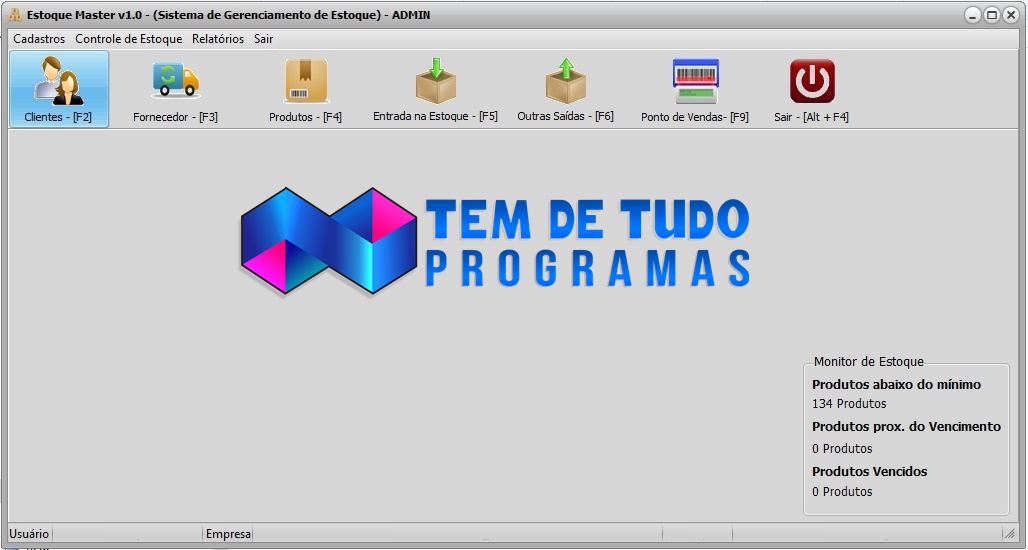 Estoque Master v1.0 - (Sistema de Gerenciamento de Estoque) - ADMIN
Cadastros Controle de Estoque Relatórios Sair
Clientes - [F2] Fornecedor - [F3] Produtos - [F4] Entrada na Estoque - [F5] Outras Saídas - [F6] Ponto de Vendas- [F9] Sair - [Alt + F4]
TEM DE TUDO
PROGRAMAS
Monitor de Estoque
Produtos abaixo do mínimo
134 Produtos
Produtos prox. do Vencimento
0 Produtos
Produtos Vencidos
0 Produtos
Usuário Empresa